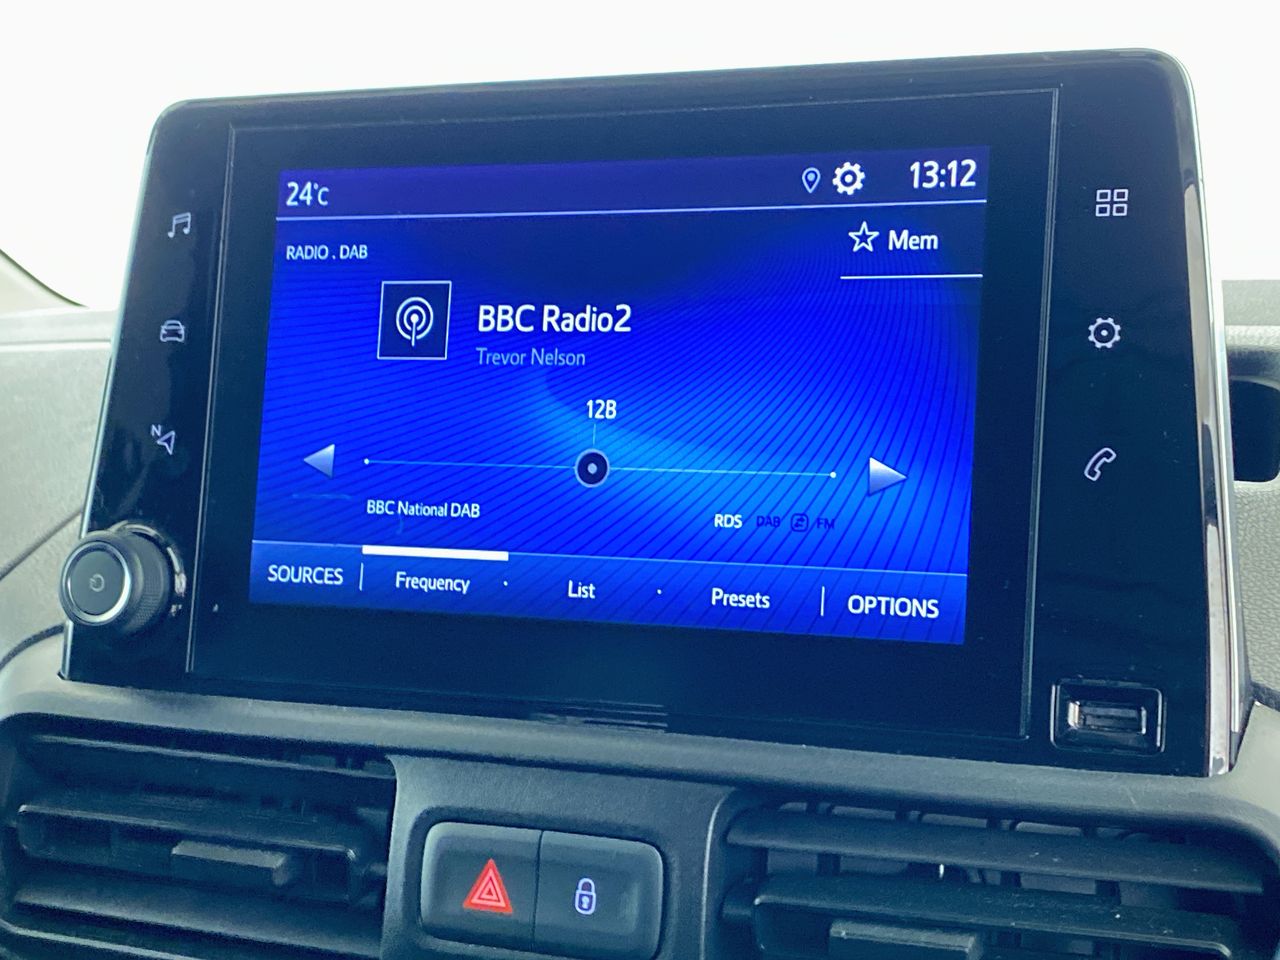 24°C
13:12
RADIO . DAB
Mem
BBC Radio2
Trevor Nelson
12B
N
BBC National DAB
RDS DAB FM
SOURCES Frequency List Presets OPTIONS